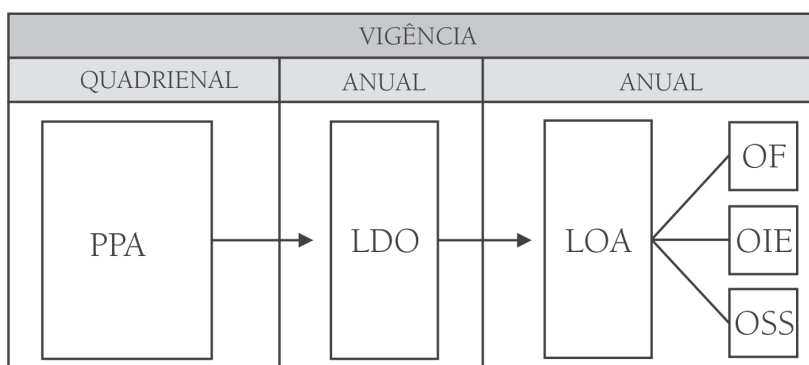 VIGÊNCIA
QUADRIENAL ANUAL ANUAL
PPA LDO LOA
OF
OIE
OSS